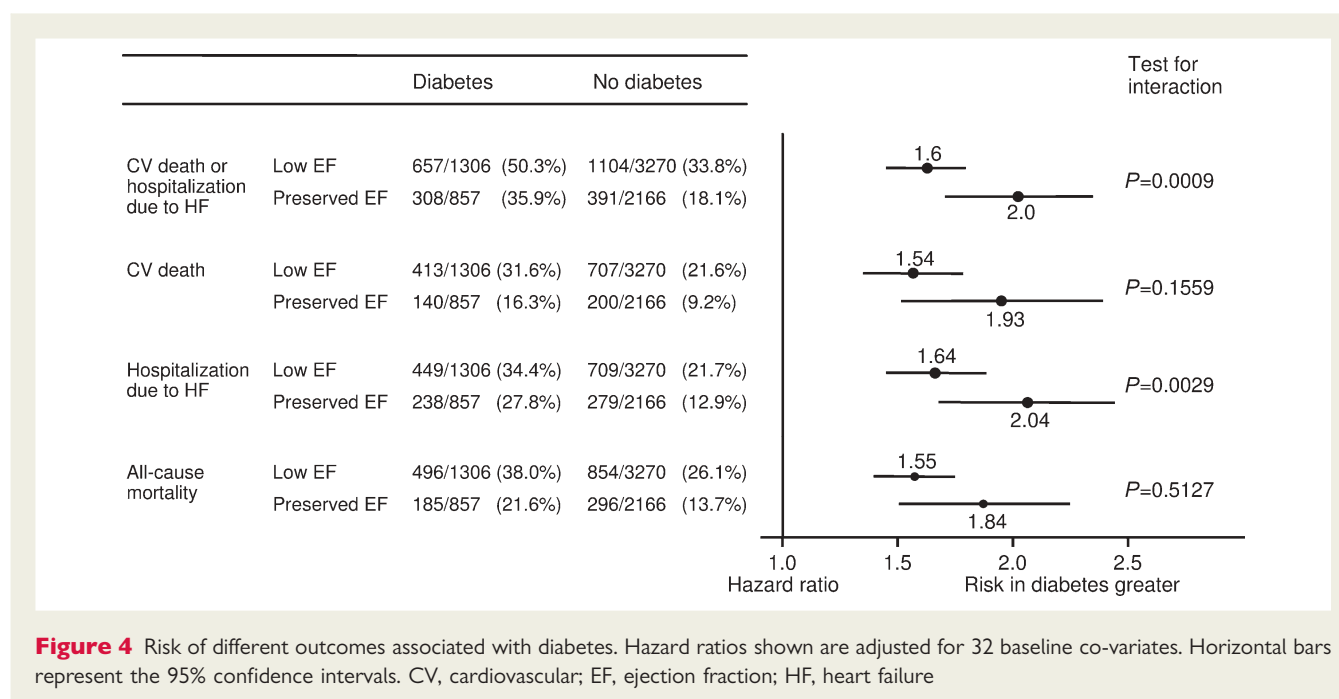 Diabetes No diabetes
Test for
interaction
CV death or
hospitalization
due to HF
Low EF 657/1306 (50.3%) 1104/3270 (33.8%)
Preserved EF 308/857 (35.9%) 391/2166 (18.1%)
1.6
2.0
P=0.0009
CV death
Low EF 413/1306 (31.6%) 707/3270 (21.6%)
Preserved EF 140/857 (16.3%) 200/2166 (9.2%)
1.54
1.93
P=0.1559
Hospitalization
due to HF
Low EF 449/1306 (34.4%) 709/3270 (21.7%)
Preserved EF 238/857 (27.8%) 279/2166 (12.9%)
1.64
2.04
P=0.0029
All-cause
mortality
Low EF 496/1306 (38.0%) 854/3270 (26.1%)
Preserved EF 185/857 (21.6%) 296/2166 (13.7%)
1.55
1.84
P=0.5127
1.0 1.5 2.0 2.5
Hazard ratio Risk in diabetes greater
Figure 4 Risk of different outcomes associated with diabetes. Hazard ratios shown are adjusted for 32 baseline co-variates. Horizontal bars
represent the 95% confidence intervals. CV, cardiovascular; EF, ejection fraction; HF, heart failure